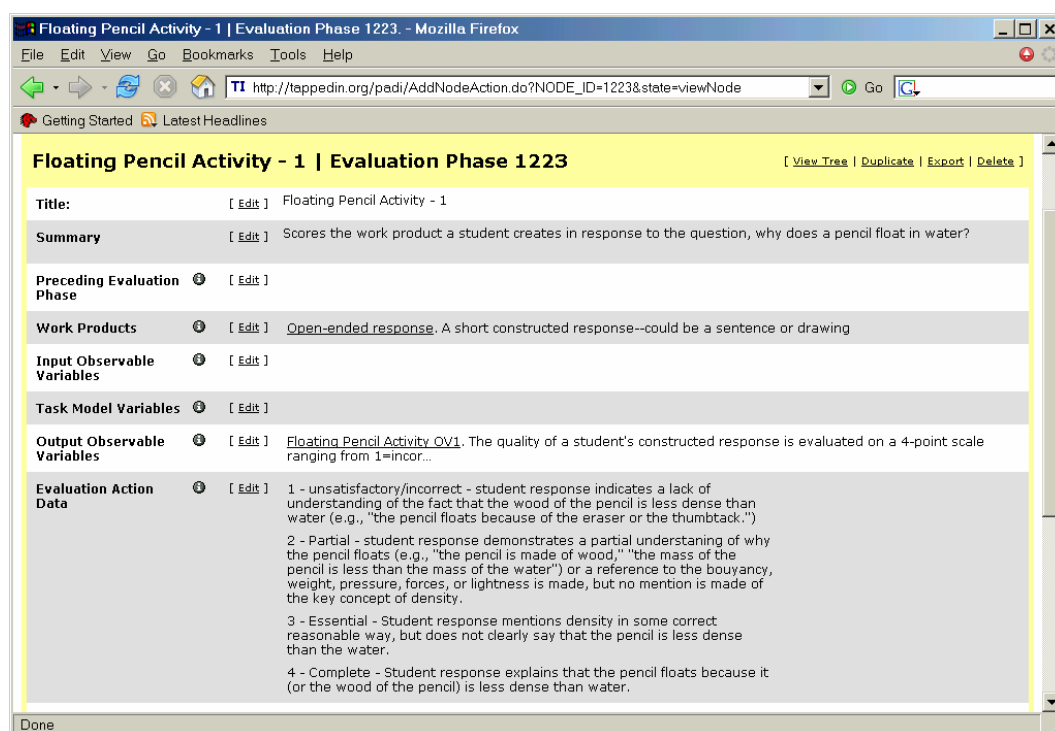 Floating Pencil Activity - 1 | Evaluation Phase 1223. - Mozilla Firefox
File Edit View Go Bookmarks Tools Help
TI http://tappedin.org/padi/AddNodeAction.do?NODE_ID=1223&state=viewNode Go G
Getting Started Latest Headlines
Floating Pencil Activity - 1 | Evaluation Phase 1223 [ View Tree | Duplicate | Export | Delete ]
Title: [ Edit ] Floating Pencil Activity - 1
Summary [ Edit ] Scores the work product a student creates in response to the question, why does a pencil float in water?
Preceding Evaluation [ Edit ]
Phase
Work Products [ Edit ] Open-ended response. A short constructed response--could be a sentence or drawing
Input Observable [ Edit ]
Variables
Task Model Variables [ Edit ]
Output Observable [ Edit ] Floating Pencil Activity OV1. The quality of a student's constructed response is evaluated on a 4-point scale
Variables ranging from 1=incor...
Evaluation Action [ Edit ] 1 - unsatisfactory/incorrect - student response indicates a lack of
Data understanding of the fact that the wood of the pencil is less dense than
water (e.g., "the pencil floats because of the eraser or the thumbtack.")
2 - Partial - student response demonstrates a partial understaning of why
the pencil floats (e.g., "the pencil is made of wood," "the mass of the
pencil is less than the mass of the water") or a reference to the bouyancy,
weight, pressure, forces, or lightness is made, but no mention is made of
the key concept of density.
3 - Essential - Student response mentions density in some correct
reasonable way, but does not clearly say that the pencil is less dense
than the water.
4 - Complete - Student response explains that the pencil floats because it
(or the wood of the pencil) is less dense than water.
Done